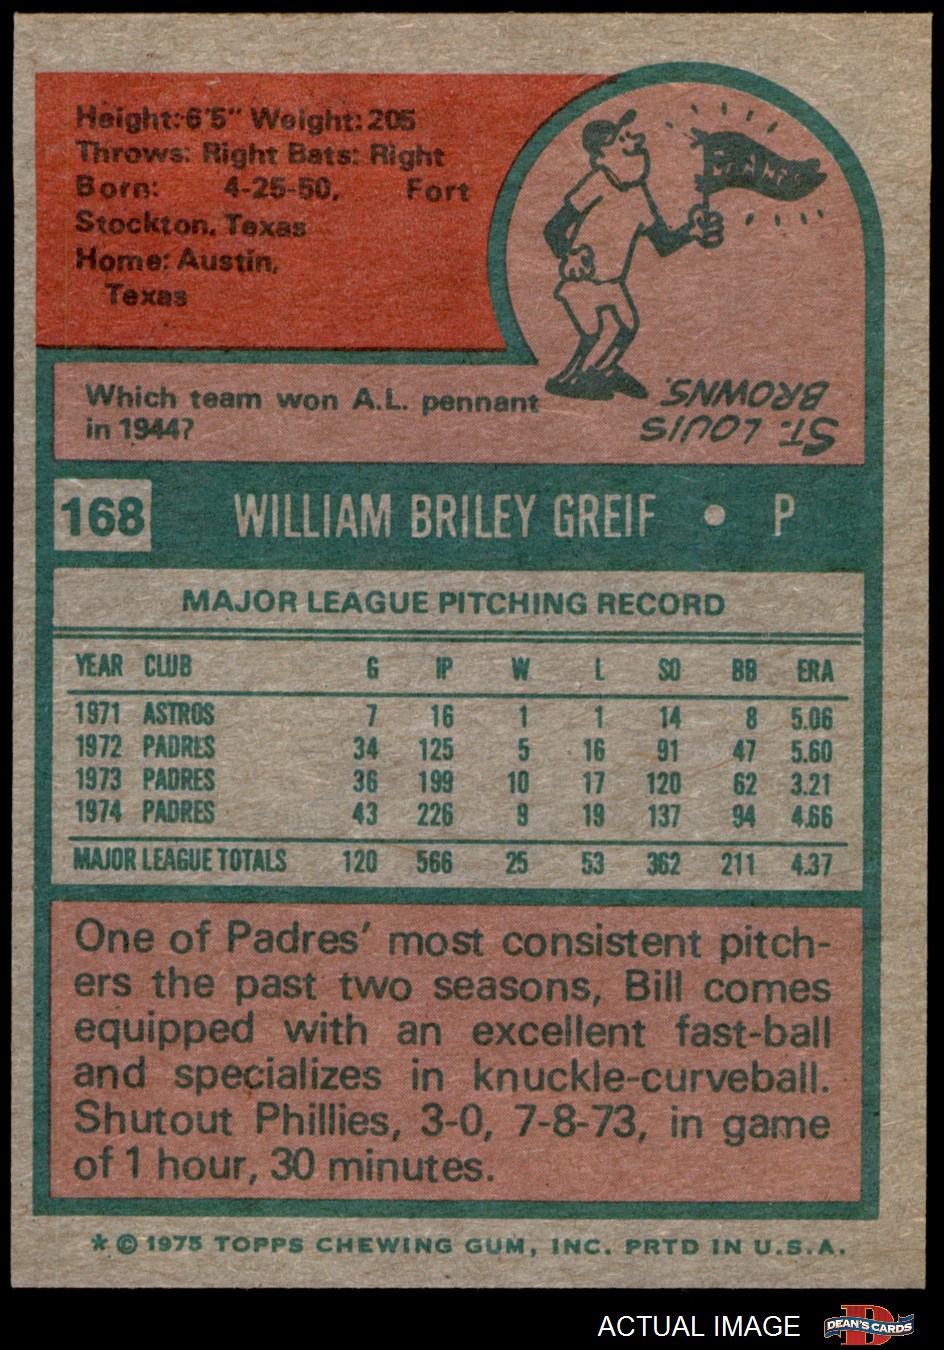 Height: 6'5" Weight: 205
Throws: Right Bats: Right
Born: 4-25-50, Fort
Stockton, Texas
Home: Austin,
Texas
Which team won A.L. pennant
in 1944?
ST. LOUIS
BROWNS.
168 WILLIAM BRILEY GREIF • P
MAJOR LEAGUE PITCHING RECORD
YEAR CLUB G IP W L SO BB ERA
1971 ASTROS 7 16 1 1 14 8 5.06
1972 PADRES 34 125 5 16 91 47 5.60
1973 PADRES 36 199 10 17 120 62 3.21
1974 PADRES 43 226 9 19 137 94 4.66
MAJOR LEAGUE TOTALS 120 566 25 53 362 211 4.37
One of Padres' most consistent pitch-
ers the past two seasons, Bill comes
equipped with an excellent fast-ball
and specializes in knuckle-curveball.
Shutout Phillies, 3-0, 7-8-73, in game
of 1 hour, 30 minutes.
* © 1975 TOPPS CHEWING GUM, INC. PRTD IN U.S.A.
ACTUAL IMAGE
DEAN'S CARDS